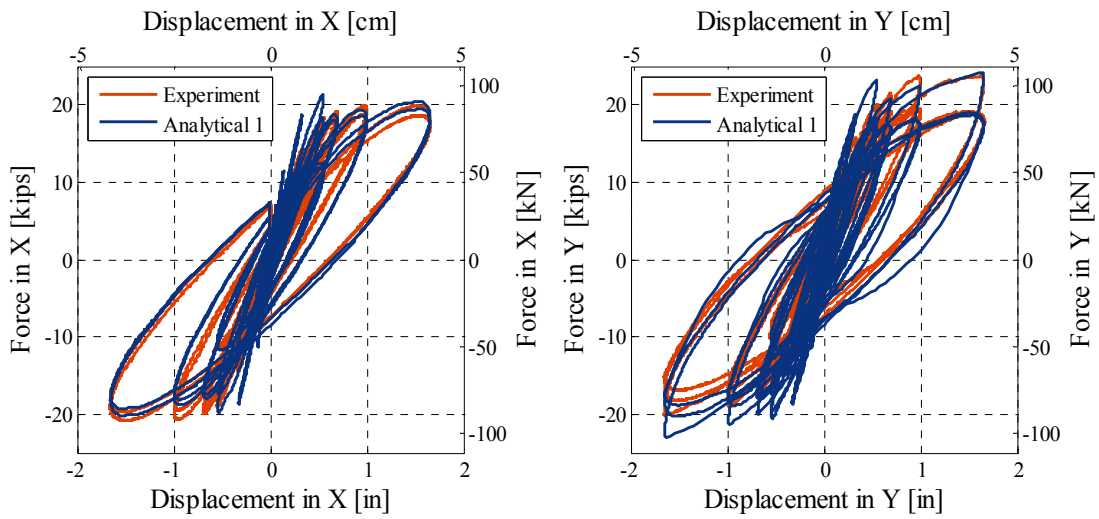 Displacement in X [cm]
-5 0 5
Experiment
Analytical 1
Force in X [kips]
20
10
0
-10
-20
Force in X [kN]
100
50
0
-50
-100
-2 -1 0 1 2
Displacement in X [in]
Displacement in Y [cm]
-5 0 5
Experiment
Analytical 1
Force in Y [kips]
20
10
0
-10
-20
Force in Y [kN]
100
50
0
-50
-100
-2 -1 0 1 2
Displacement in Y [in]